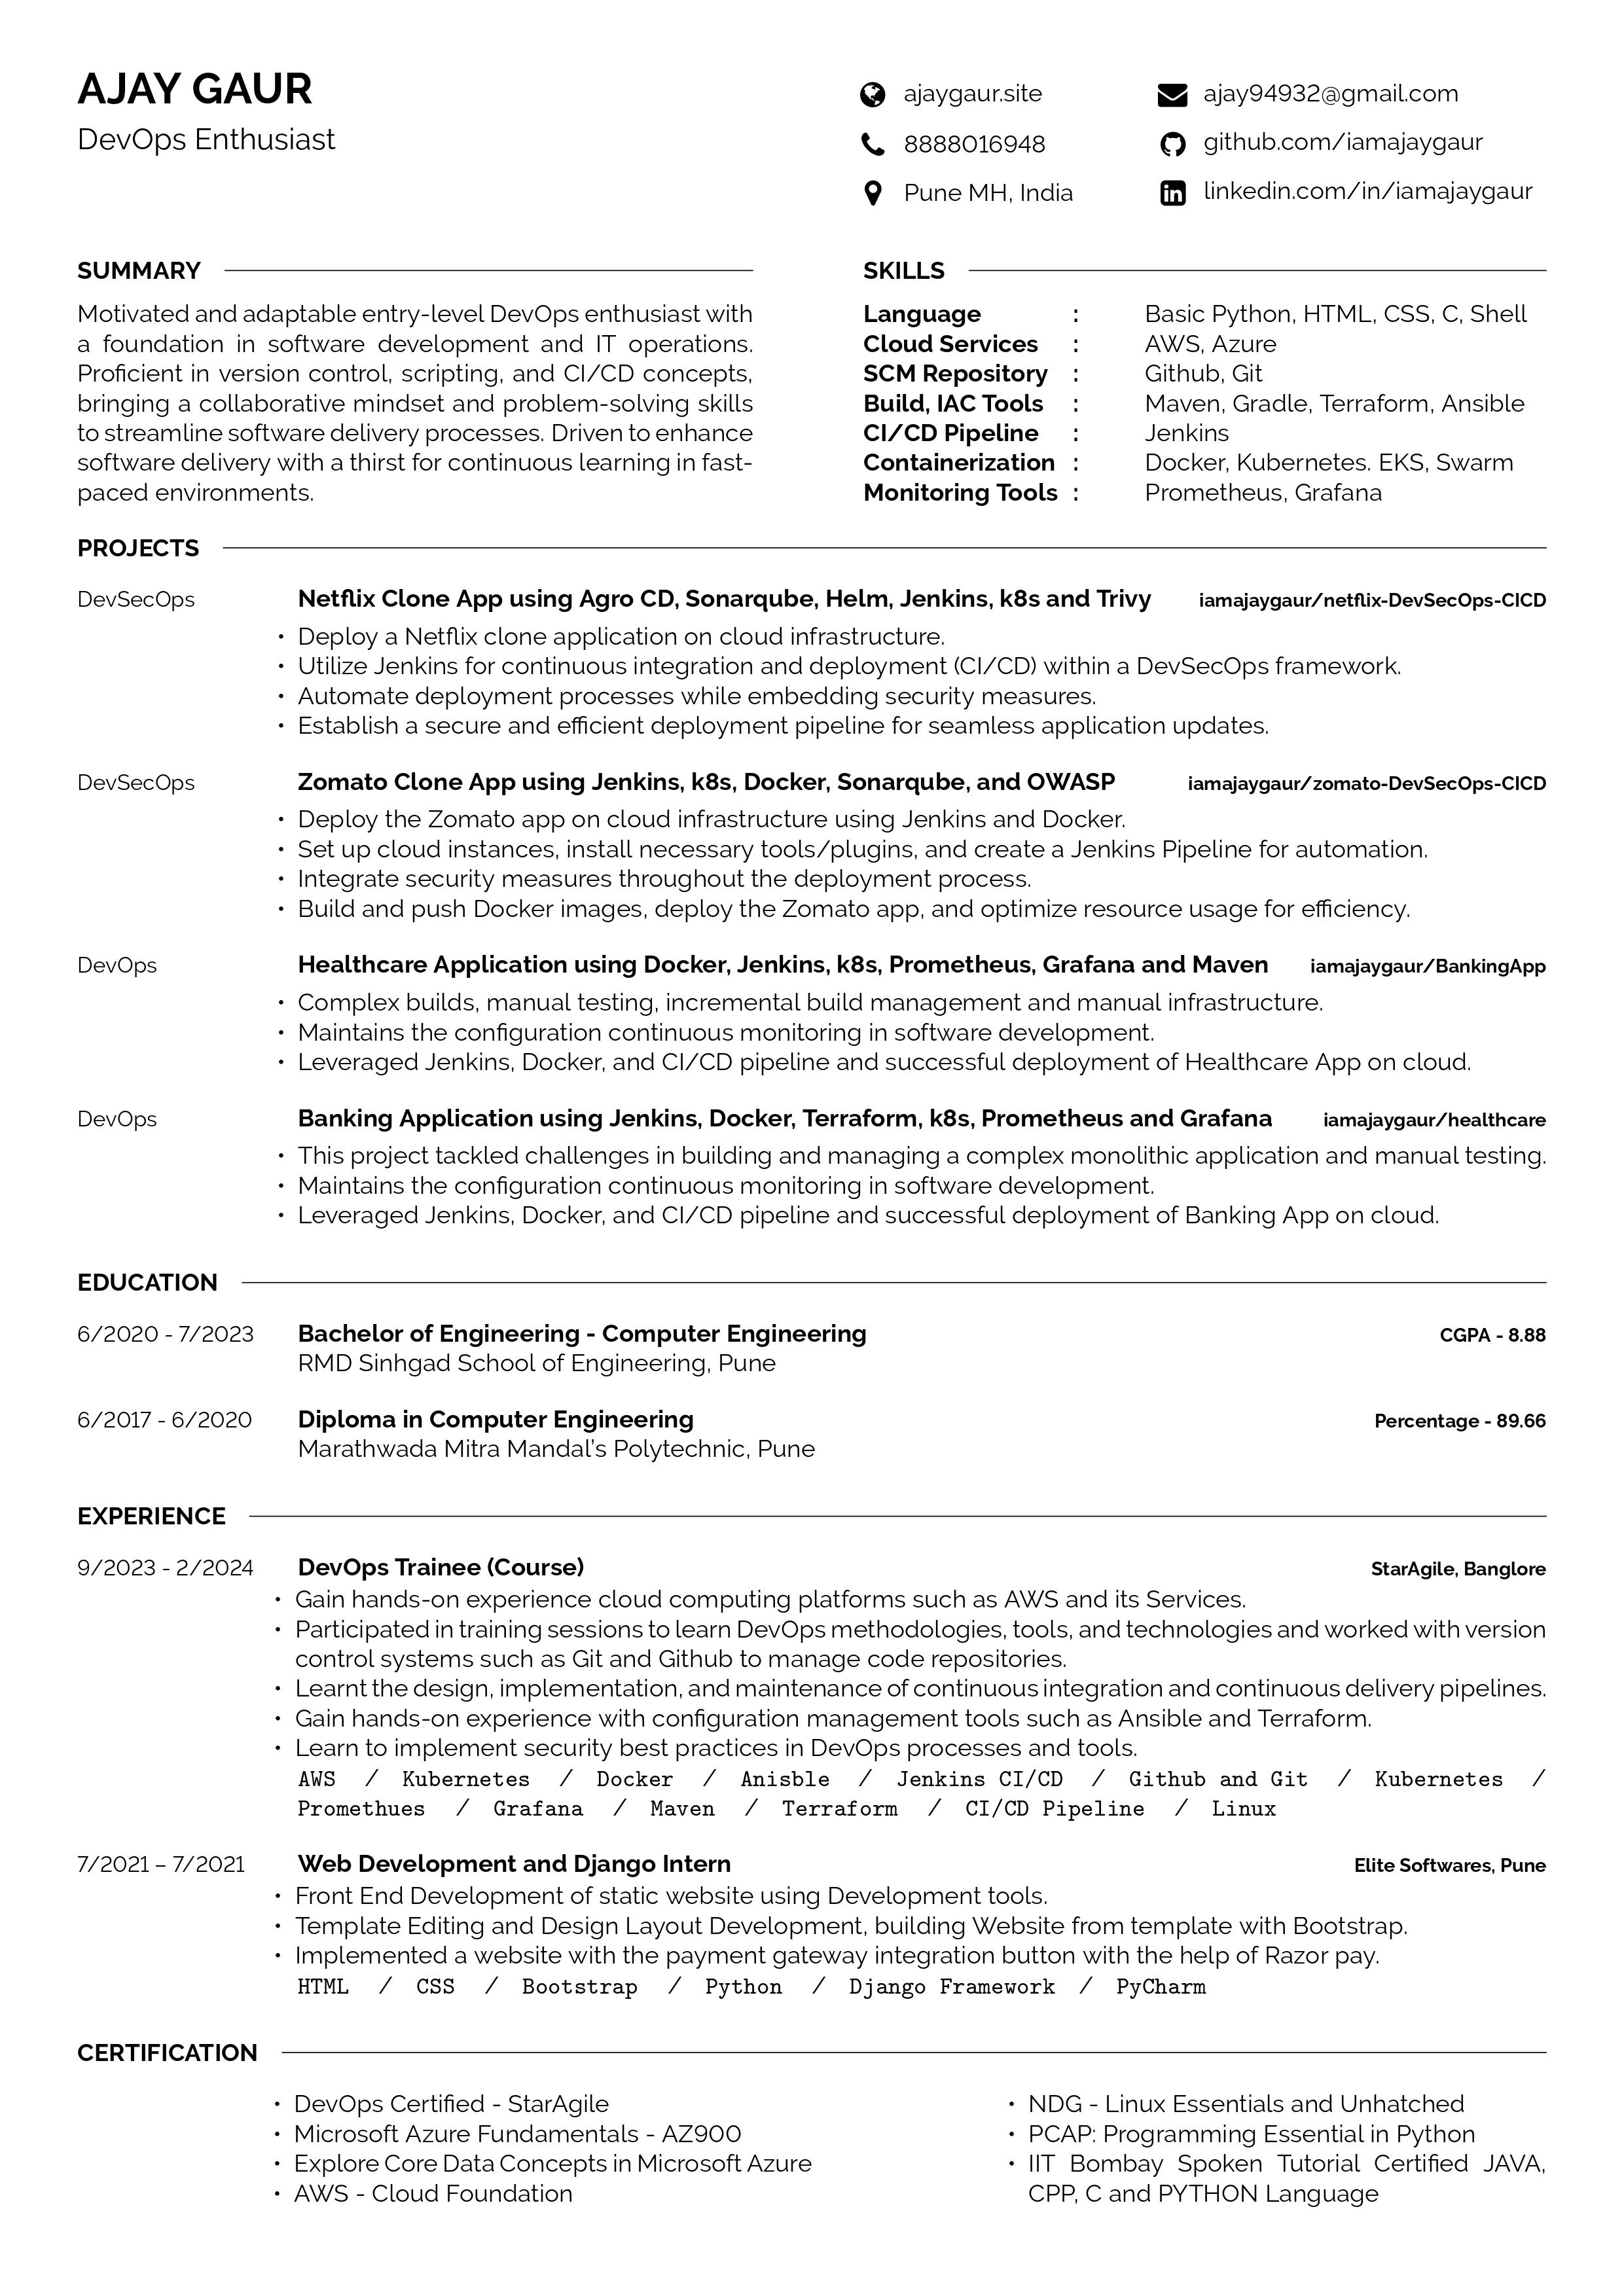 AJAY GAUR
DevOps Enthusiast
ajaygaur.site
8888016948
Pune MH, India
ajay94932@gmail.com
github.com/iamajaygaur
linkedin.com/in/iamajaygaur
SUMMARY
Motivated and adaptable entry-level DevOps enthusiast with
a foundation in software development and IT operations.
Proficient in version control, scripting, and CI/CD concepts,
bringing a collaborative mindset and problem-solving skills
to streamline software delivery processes. Driven to enhance
software delivery with a thirst for continuous learning in fast-
paced environments.
SKILLS
Language : Basic Python, HTML, CSS, C, Shell
Cloud Services : AWS, Azure
SCM Repository : Github, Git
Build, IAC Tools : Maven, Gradle, Terraform, Ansible
CI/CD Pipeline : Jenkins
Containerization : Docker, Kubernetes. EKS, Swarm
Monitoring Tools : Prometheus, Grafana
PROJECTS
DevSecOps Netflix Clone App using Agro CD, Sonarqube, Helm, Jenkins, k8s and Trivy iamajaygaur/netflix-DevSecOps-CICD
• Deploy a Netflix clone application on cloud infrastructure.
• Utilize Jenkins for continuous integration and deployment (CI/CD) within a DevSecOps framework.
• Automate deployment processes while embedding security measures.
• Establish a secure and efficient deployment pipeline for seamless application updates.
DevSecOps Zomato Clone App using Jenkins, k8s, Docker, Sonarqube, and OWASP iamajaygaur/zomato-DevSecOps-CICD
• Deploy the Zomato app on cloud infrastructure using Jenkins and Docker.
• Set up cloud instances, install necessary tools/plugins, and create a Jenkins Pipeline for automation.
• Integrate security measures throughout the deployment process.
• Build and push Docker images, deploy the Zomato app, and optimize resource usage for efficiency.
DevOps Healthcare Application using Docker, Jenkins, k8s, Prometheus, Grafana and Maven iamajaygaur/BankingApp
• Complex builds, manual testing, incremental build management and manual infrastructure.
• Maintains the configuration continuous monitoring in software development.
• Leveraged Jenkins, Docker, and CI/CD pipeline and successful deployment of Healthcare App on cloud.
DevOps Banking Application using Jenkins, Docker, Terraform, k8s, Prometheus and Grafana iamajaygaur/healthcare
• This project tackled challenges in building and managing a complex monolithic application and manual testing.
• Maintains the configuration continuous monitoring in software development.
• Leveraged Jenkins, Docker, and CI/CD pipeline and successful deployment of Banking App on cloud.
EDUCATION
6/2020 - 7/2023 Bachelor of Engineering - Computer Engineering CGPA - 8.88
RMD Sinhgad School of Engineering, Pune
6/2017 - 6/2020 Diploma in Computer Engineering Percentage - 89.66
Marathwada Mitra Mandal’s Polytechnic, Pune
EXPERIENCE
9/2023 - 2/2024 DevOps Trainee (Course) StarAgile, Banglore
• Gain hands-on experience cloud computing platforms such as AWS and its Services.
• Participated in training sessions to learn DevOps methodologies, tools, and technologies and worked with version
control systems such as Git and Github to manage code repositories.
• Learnt the design, implementation, and maintenance of continuous integration and continuous delivery pipelines.
• Gain hands-on experience with configuration management tools such as Ansible and Terraform.
• Learn to implement security best practices in DevOps processes and tools.
AWS / Kubernetes / Docker / Anisble / Jenkins CI/CD / Github and Git / Kubernetes /
Promethues / Grafana / Maven / Terraform / CI/CD Pipeline / Linux
7/2021 – 7/2021 Web Development and Django Intern Elite Softwares, Pune
• Front End Development of static website using Development tools.
• Template Editing and Design Layout Development, building Website from template with Bootstrap.
• Implemented a website with the payment gateway integration button with the help of Razor pay.
HTML / CSS / Bootstrap / Python / Django Framework / PyCharm
CERTIFICATION
• DevOps Certified - StarAgile
• Microsoft Azure Fundamentals - AZ900
• Explore Core Data Concepts in Microsoft Azure
• AWS - Cloud Foundation
• NDG - Linux Essentials and Unhatched
• PCAP: Programming Essential in Python
• IIT Bombay Spoken Tutorial Certified JAVA,
CPP, C and PYTHON Language